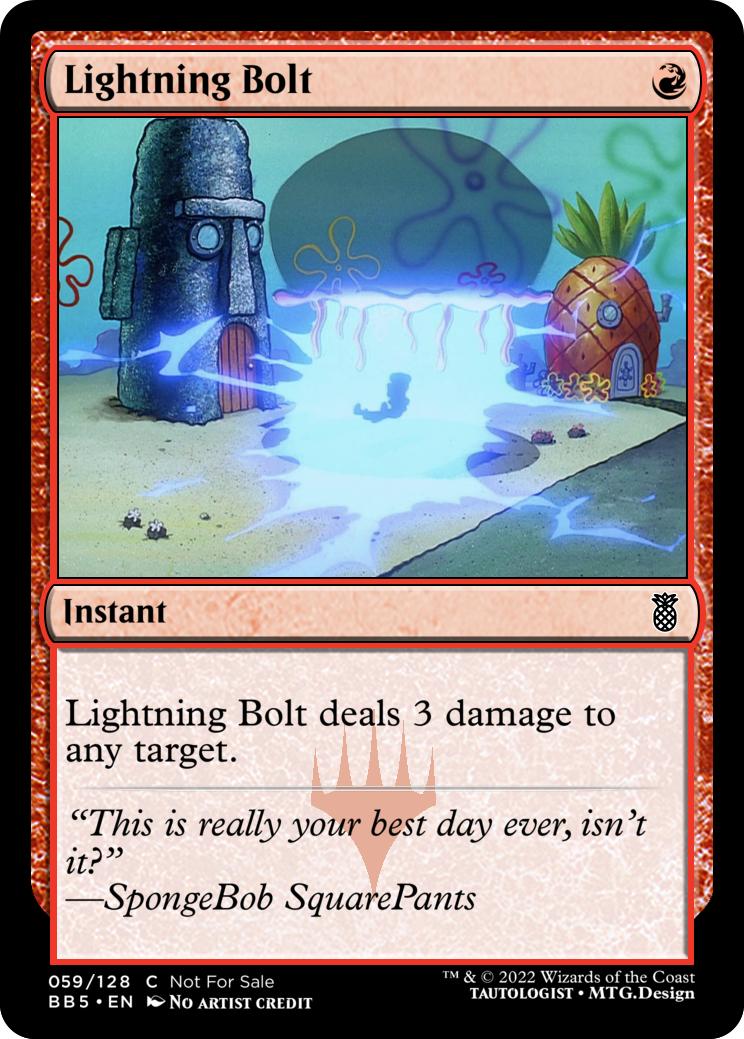 Lightning Bolt
Instant
Lightning Bolt deals 3 damage to
any target.
“This is really your best day ever, isn’t
it?”
—SpongeBob SquarePants
059/128 C Not For Sale
BB5 • EN No artist credit
™ & © 2022 Wizards of the Coast
TAUTOLOGIST • MTG.Design